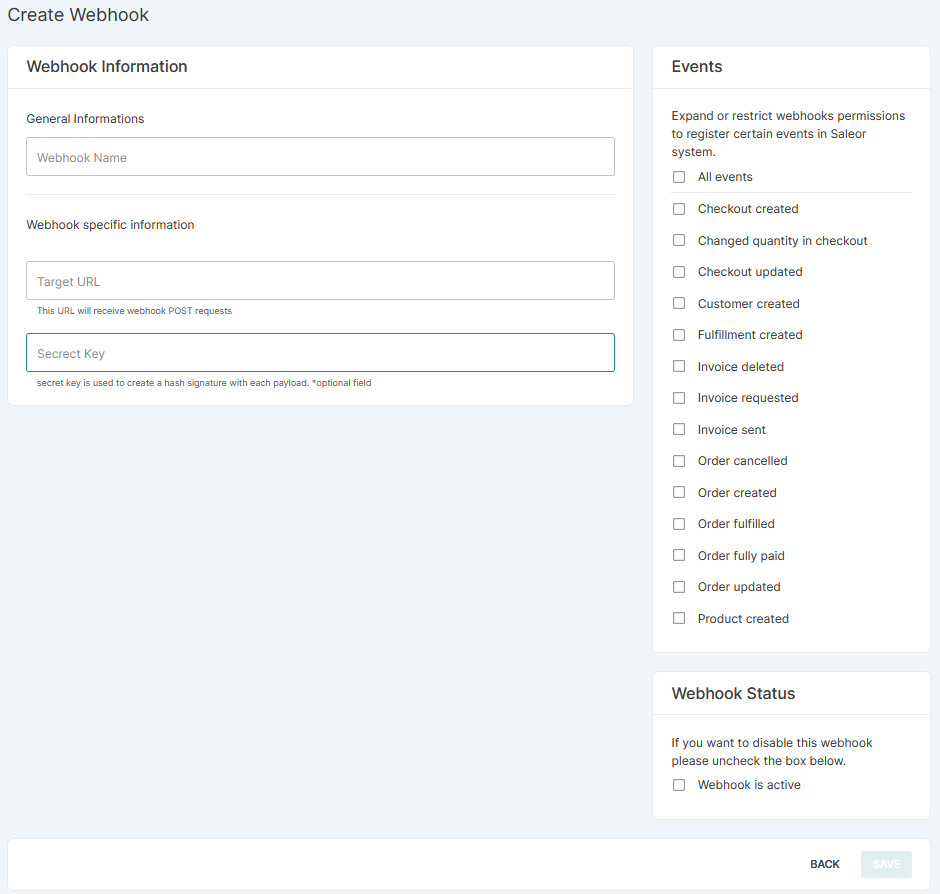 Create Webhook
Webhook Information
General Informations
Webhook Name
Webhook specific information
Target URL
This URL will receive webhook POST requests
Secrect Key
secret key is used to create a hash signature with each payload. *optional field
Events
Expand or restrict webhooks permissions
to register certain events in Saleor
system.
All events
Checkout created
Changed quantity in checkout
Checkout updated
Customer created
Fulfillment created
Invoice deleted
Invoice requested
Invoice sent
Order cancelled
Order created
Order fulfilled
Order fully paid
Order updated
Product created
Webhook Status
If you want to disable this webhook
please uncheck the box below.
Webhook is active
BACK
SAVE